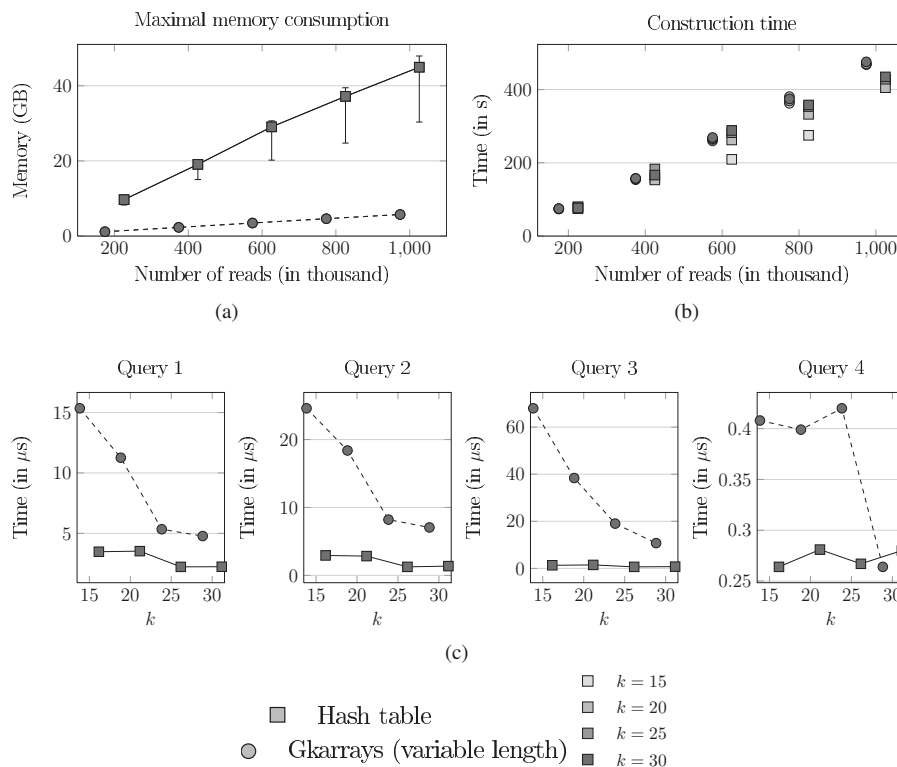 Maximal memory consumption
Memory (GB)
40
20
0
200 400 600 800 1,000
Number of reads (in thousand)
(a)
Construction time
Time (in s)
400
200
0
200 400 600 800 1,000
Number of reads (in thousand)
(b)
Query 1
Time (in µs)
15
10
5
15 20 25 30
k
Query 2
Time (in µs)
20
10
0
15 20 25 30
k
Query 3
Time (in µs)
60
40
20
0
15 20 25 30
k
Query 4
Time (in µs)
0.4
0.35
0.3
0.25
15 20 25 30
k
(c)
Hash table
Gkarrays (variable length)
k = 15
k = 20
k = 25
k = 30